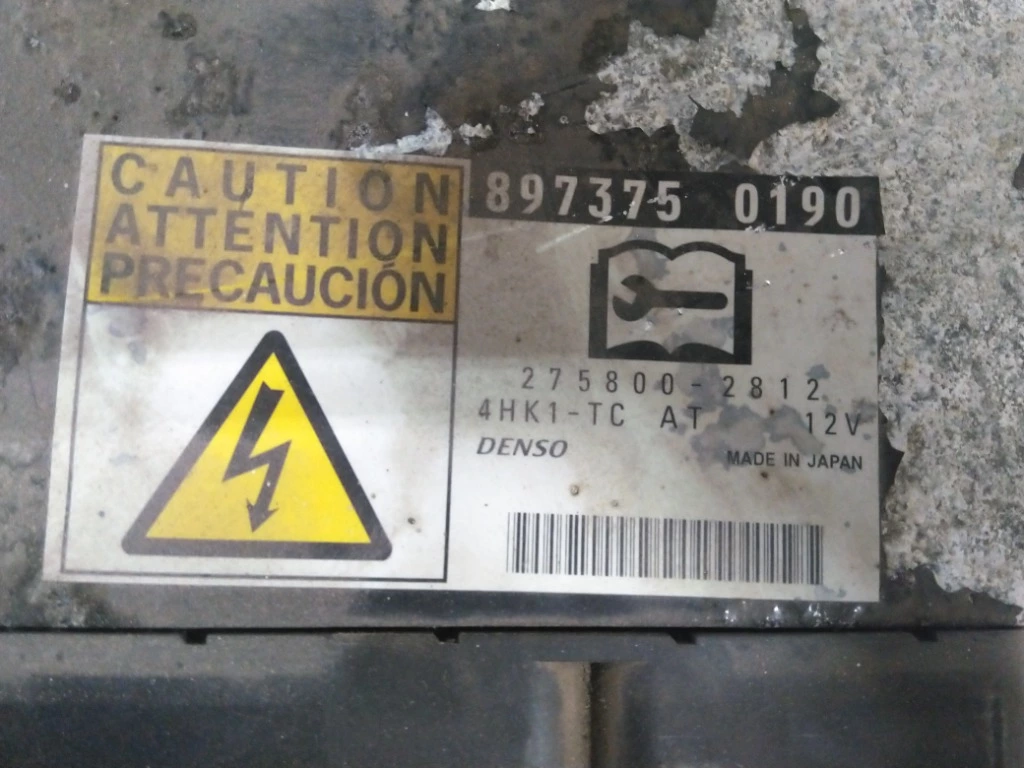 CAUTION
ATTENTION
PRECAUCIÓN
897375 0190
275800-2812
4HK1-TC AT 12V
DENSO
MADE IN JAPAN